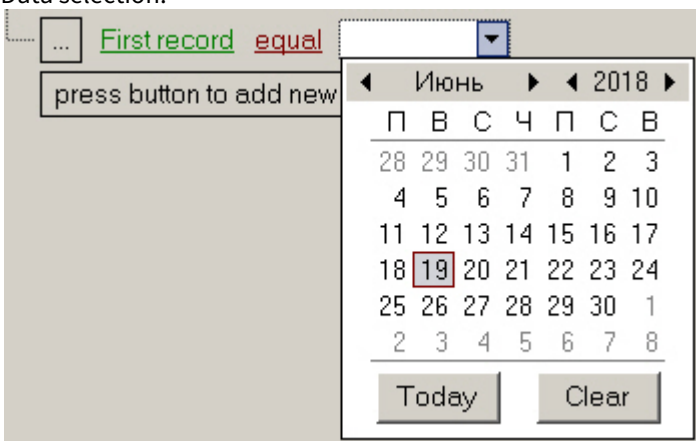 Data selection:
... First record equal
press button to add new
Июнь 2018
П В С Ч П С В
28 29 30 31 1 2 3
4 5 6 7 8 9 10
11 12 13 14 15 16 17
18 19 20 21 22 23 24
25 26 27 28 29 30 1
2 3 4 5 6 7 8
Today Clear